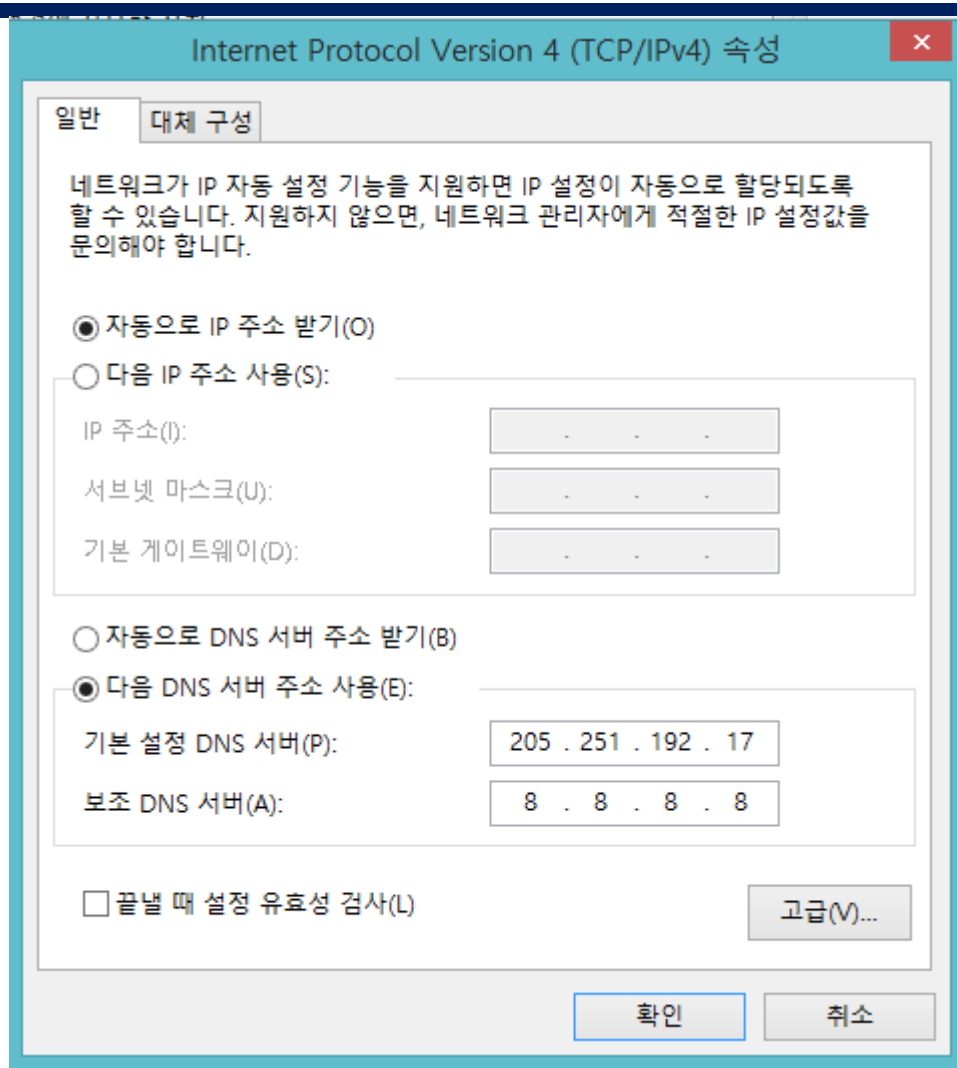 Internet Protocol Version 4 (TCP/IPv4) 속성
일반
대체 구성
네트워크가 IP 자동 설정 기능을 지원하면 IP 설정이 자동으로 할당되도록
할 수 있습니다. 지원하지 않으면, 네트워크 관리자에게 적절한 IP 설정값을
문의해야 합니다.
자동으로 IP 주소 받기(O)
다음 IP 주소 사용(S):
IP 주소(I):
. . .
서브넷 마스크(U):
. . .
기본 게이트웨이(D):
. . .
자동으로 DNS 서버 주소 받기(B)
다음 DNS 서버 주소 사용(E):
기본 설정 DNS 서버(P):
205 . 251 . 192 . 17
보조 DNS 서버(A):
8 . 8 . 8 . 8
끝낼 때 설정 유효성 검사(L)
고급(V)...
확인
취소